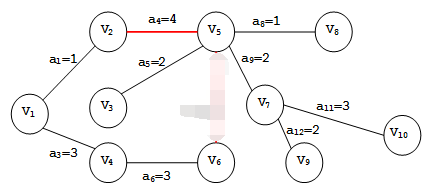 a4=4
V2
V5
a8=1
V8
a1=1
a5=2
a9=2
V1
V3
V7
a11=3
a3=3
a12=2
V10
V4
a6=3
V6
V9